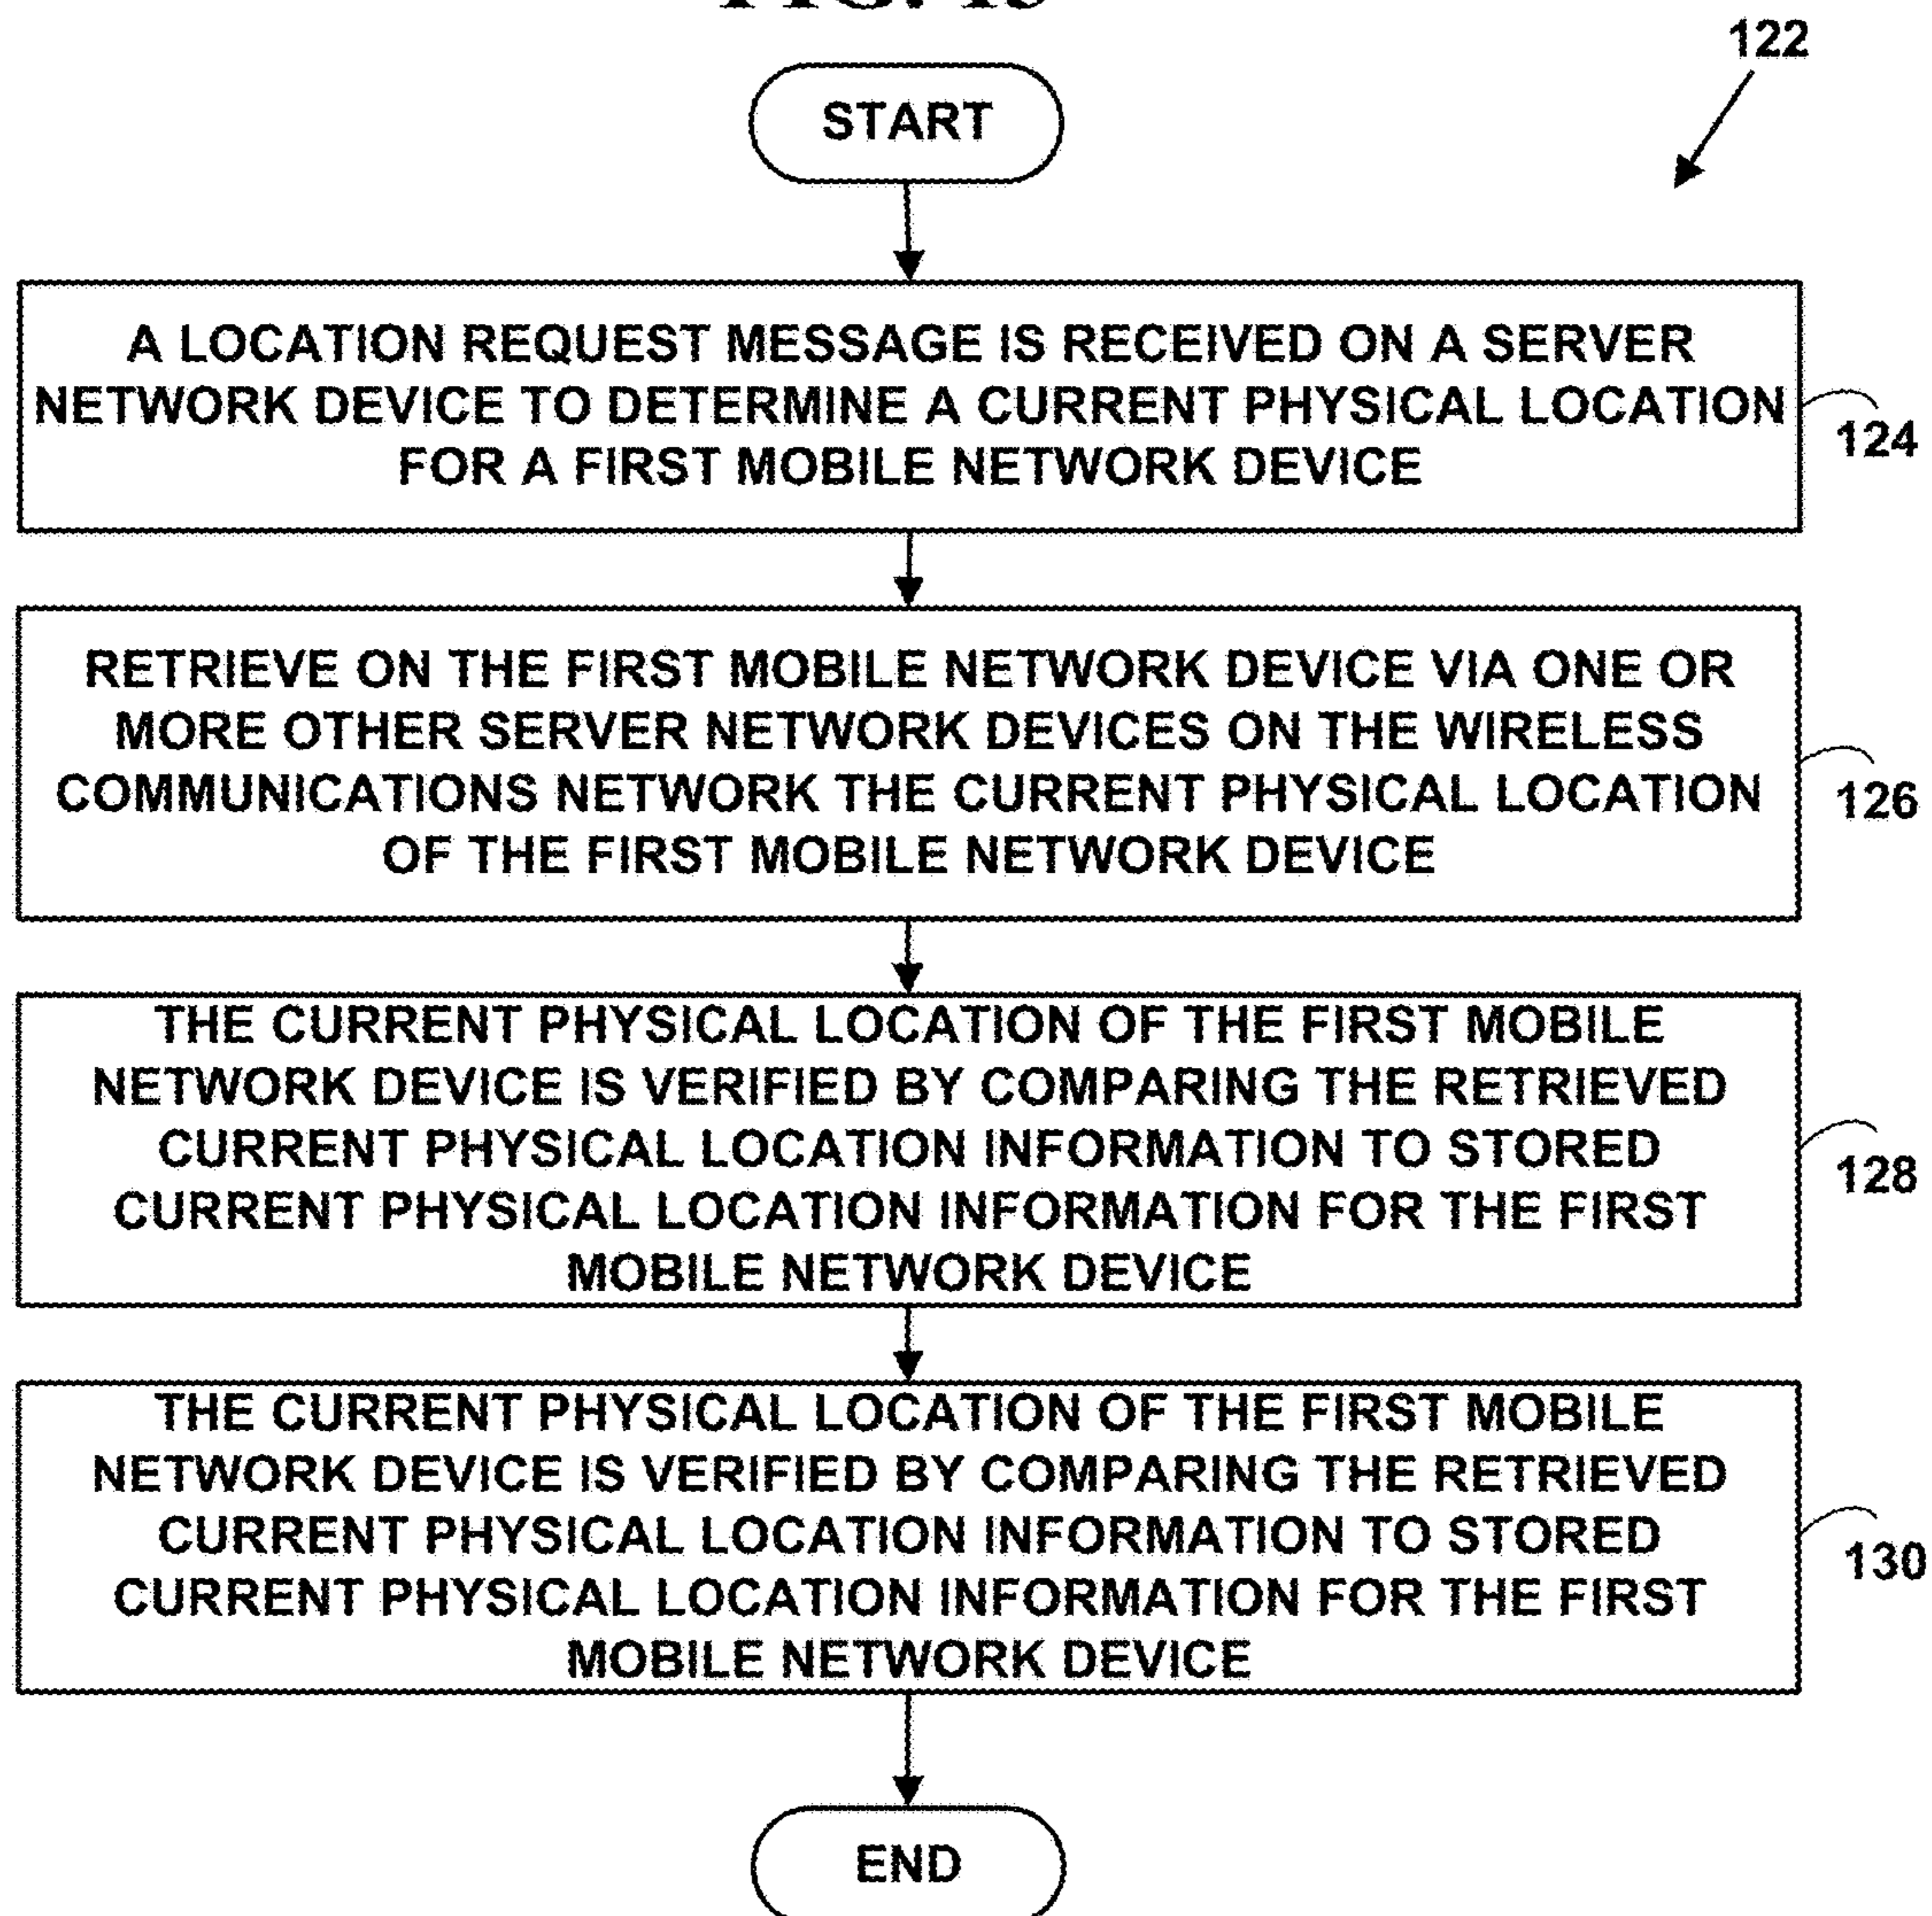 122
START
A LOCATION REQUEST MESSAGE IS RECEIVED ON A SERVER
NETWORK DEVICE TO DETERMINE A CURRENT PHYSICAL LOCATION
FOR A FIRST MOBILE NETWORK DEVICE
124
RETRIEVE ON THE FIRST MOBILE NETWORK DEVICE VIA ONE OR
MORE OTHER SERVER NETWORK DEVICES ON THE WIRELESS
COMMUNICATIONS NETWORK THE CURRENT PHYSICAL LOCATION
OF THE FIRST MOBILE NETWORK DEVICE
126
THE CURRENT PHYSICAL LOCATION OF THE FIRST MOBILE
NETWORK DEVICE IS VERIFIED BY COMPARING THE RETRIEVED
CURRENT PHYSICAL LOCATION INFORMATION TO STORED
CURRENT PHYSICAL LOCATION INFORMATION FOR THE FIRST
MOBILE NETWORK DEVICE
128
THE CURRENT PHYSICAL LOCATION OF THE FIRST MOBILE
NETWORK DEVICE IS VERIFIED BY COMPARING THE RETRIEVED
CURRENT PHYSICAL LOCATION INFORMATION TO STORED
CURRENT PHYSICAL LOCATION INFORMATION FOR THE FIRST
MOBILE NETWORK DEVICE
130
END